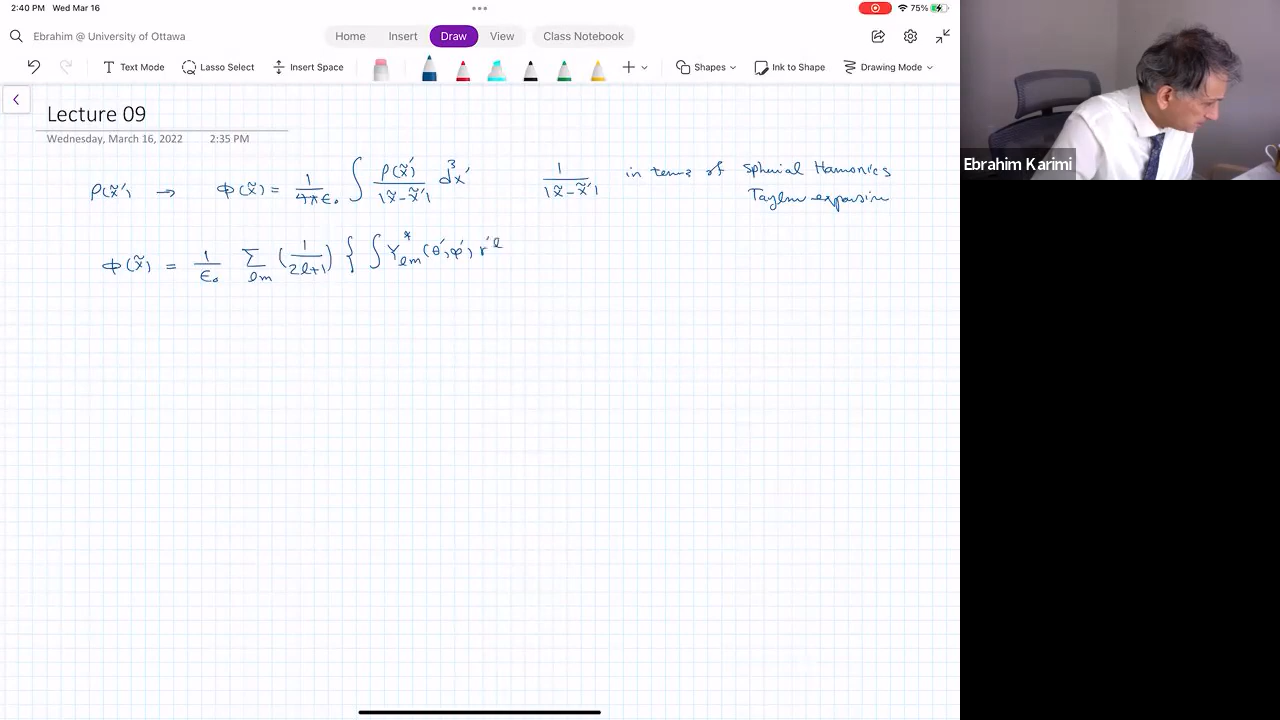 2:40 PM Wed Mar 16
75%
Ebrahim @ University of Ottawa
Home Insert Draw View Class Notebook
Text Mode Lasso Select Insert Space Shapes Ink to Shape Drawing Mode
Lecture 09
Wednesday, March 16, 2022 2:35 PM
ρ(x̃′) → Φ(x̃) = 1/(4πε₀) ∫ ρ(x̃′)/|x̃-x̃′| d³x′ 1/|x̃-x̃′| in terms of spherial Harmonics
Taylor expansion
Φ(x̃) = 1/ε₀ Σ_lm (1/(2l+1)) { ∫ Y*_lm (θ′,φ′) r′^l
Ebrahim Karimi